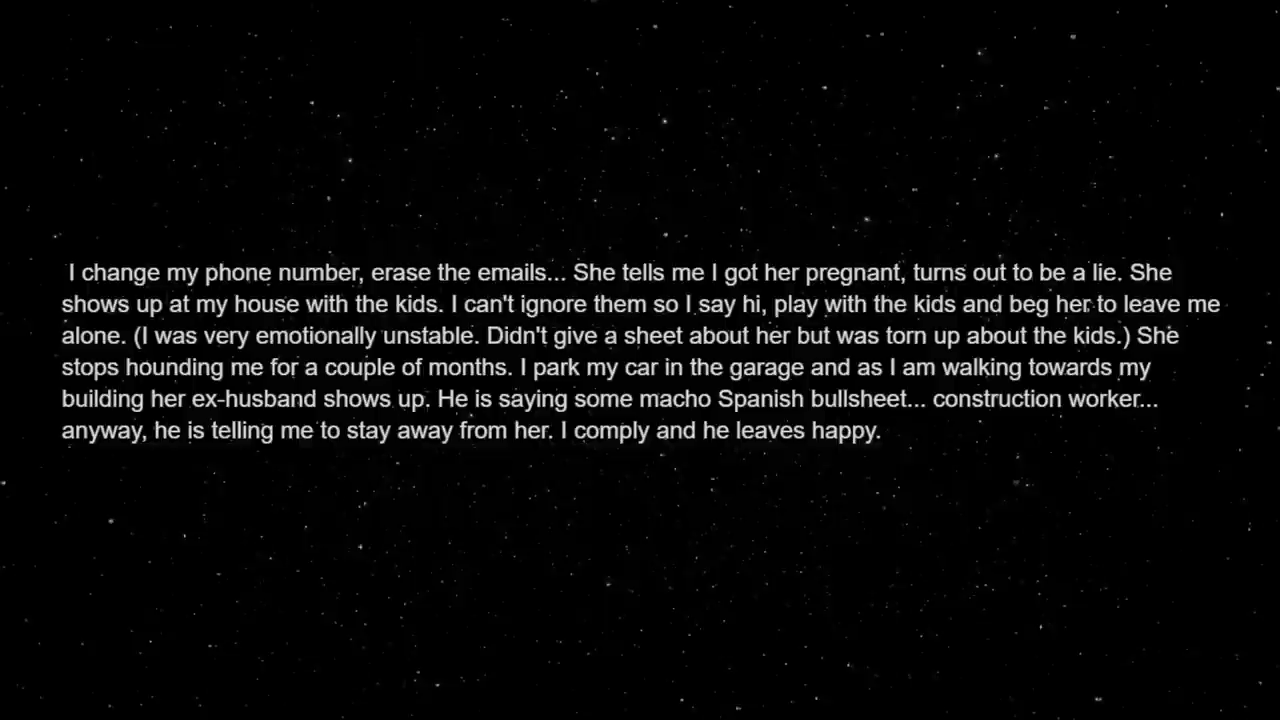 I change my phone number, erase the emails... She tells me I got her pregnant, turns out to be a lie. She
shows up at my house with the kids. I can't ignore them so I say hi, play with the kids and beg her to leave me
alone. (I was very emotionally unstable. Didn't give a sheet about her but was torn up about the kids.) She
stops hounding me for a couple of months. I park my car in the garage and as I am walking towards my
building her ex-husband shows up. He is saying some macho Spanish bullsheet... construction worker...
anyway, he is telling me to stay away from her. I comply and he leaves happy.